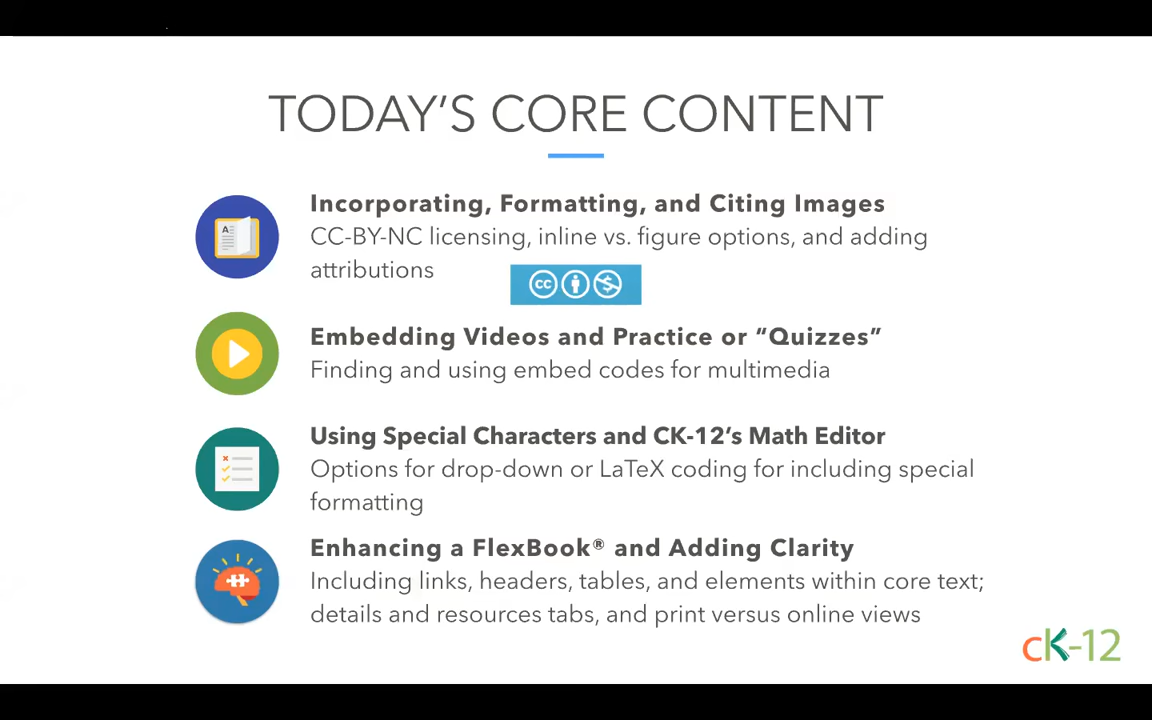 TODAY'S CORE CONTENT
Incorporating, Formatting, and Citing Images
CC-BY-NC licensing, inline vs. figure options, and adding
attributions
cc
Embedding Videos and Practice or “Quizzes”
Finding and using embed codes for multimedia
Using Special Characters and CK-12’s Math Editor
Options for drop-down or LaTeX coding for including special
formatting
Enhancing a FlexBook® and Adding Clarity
Including links, headers, tables, and elements within core text;
details and resources tabs, and print versus online views
cK-12